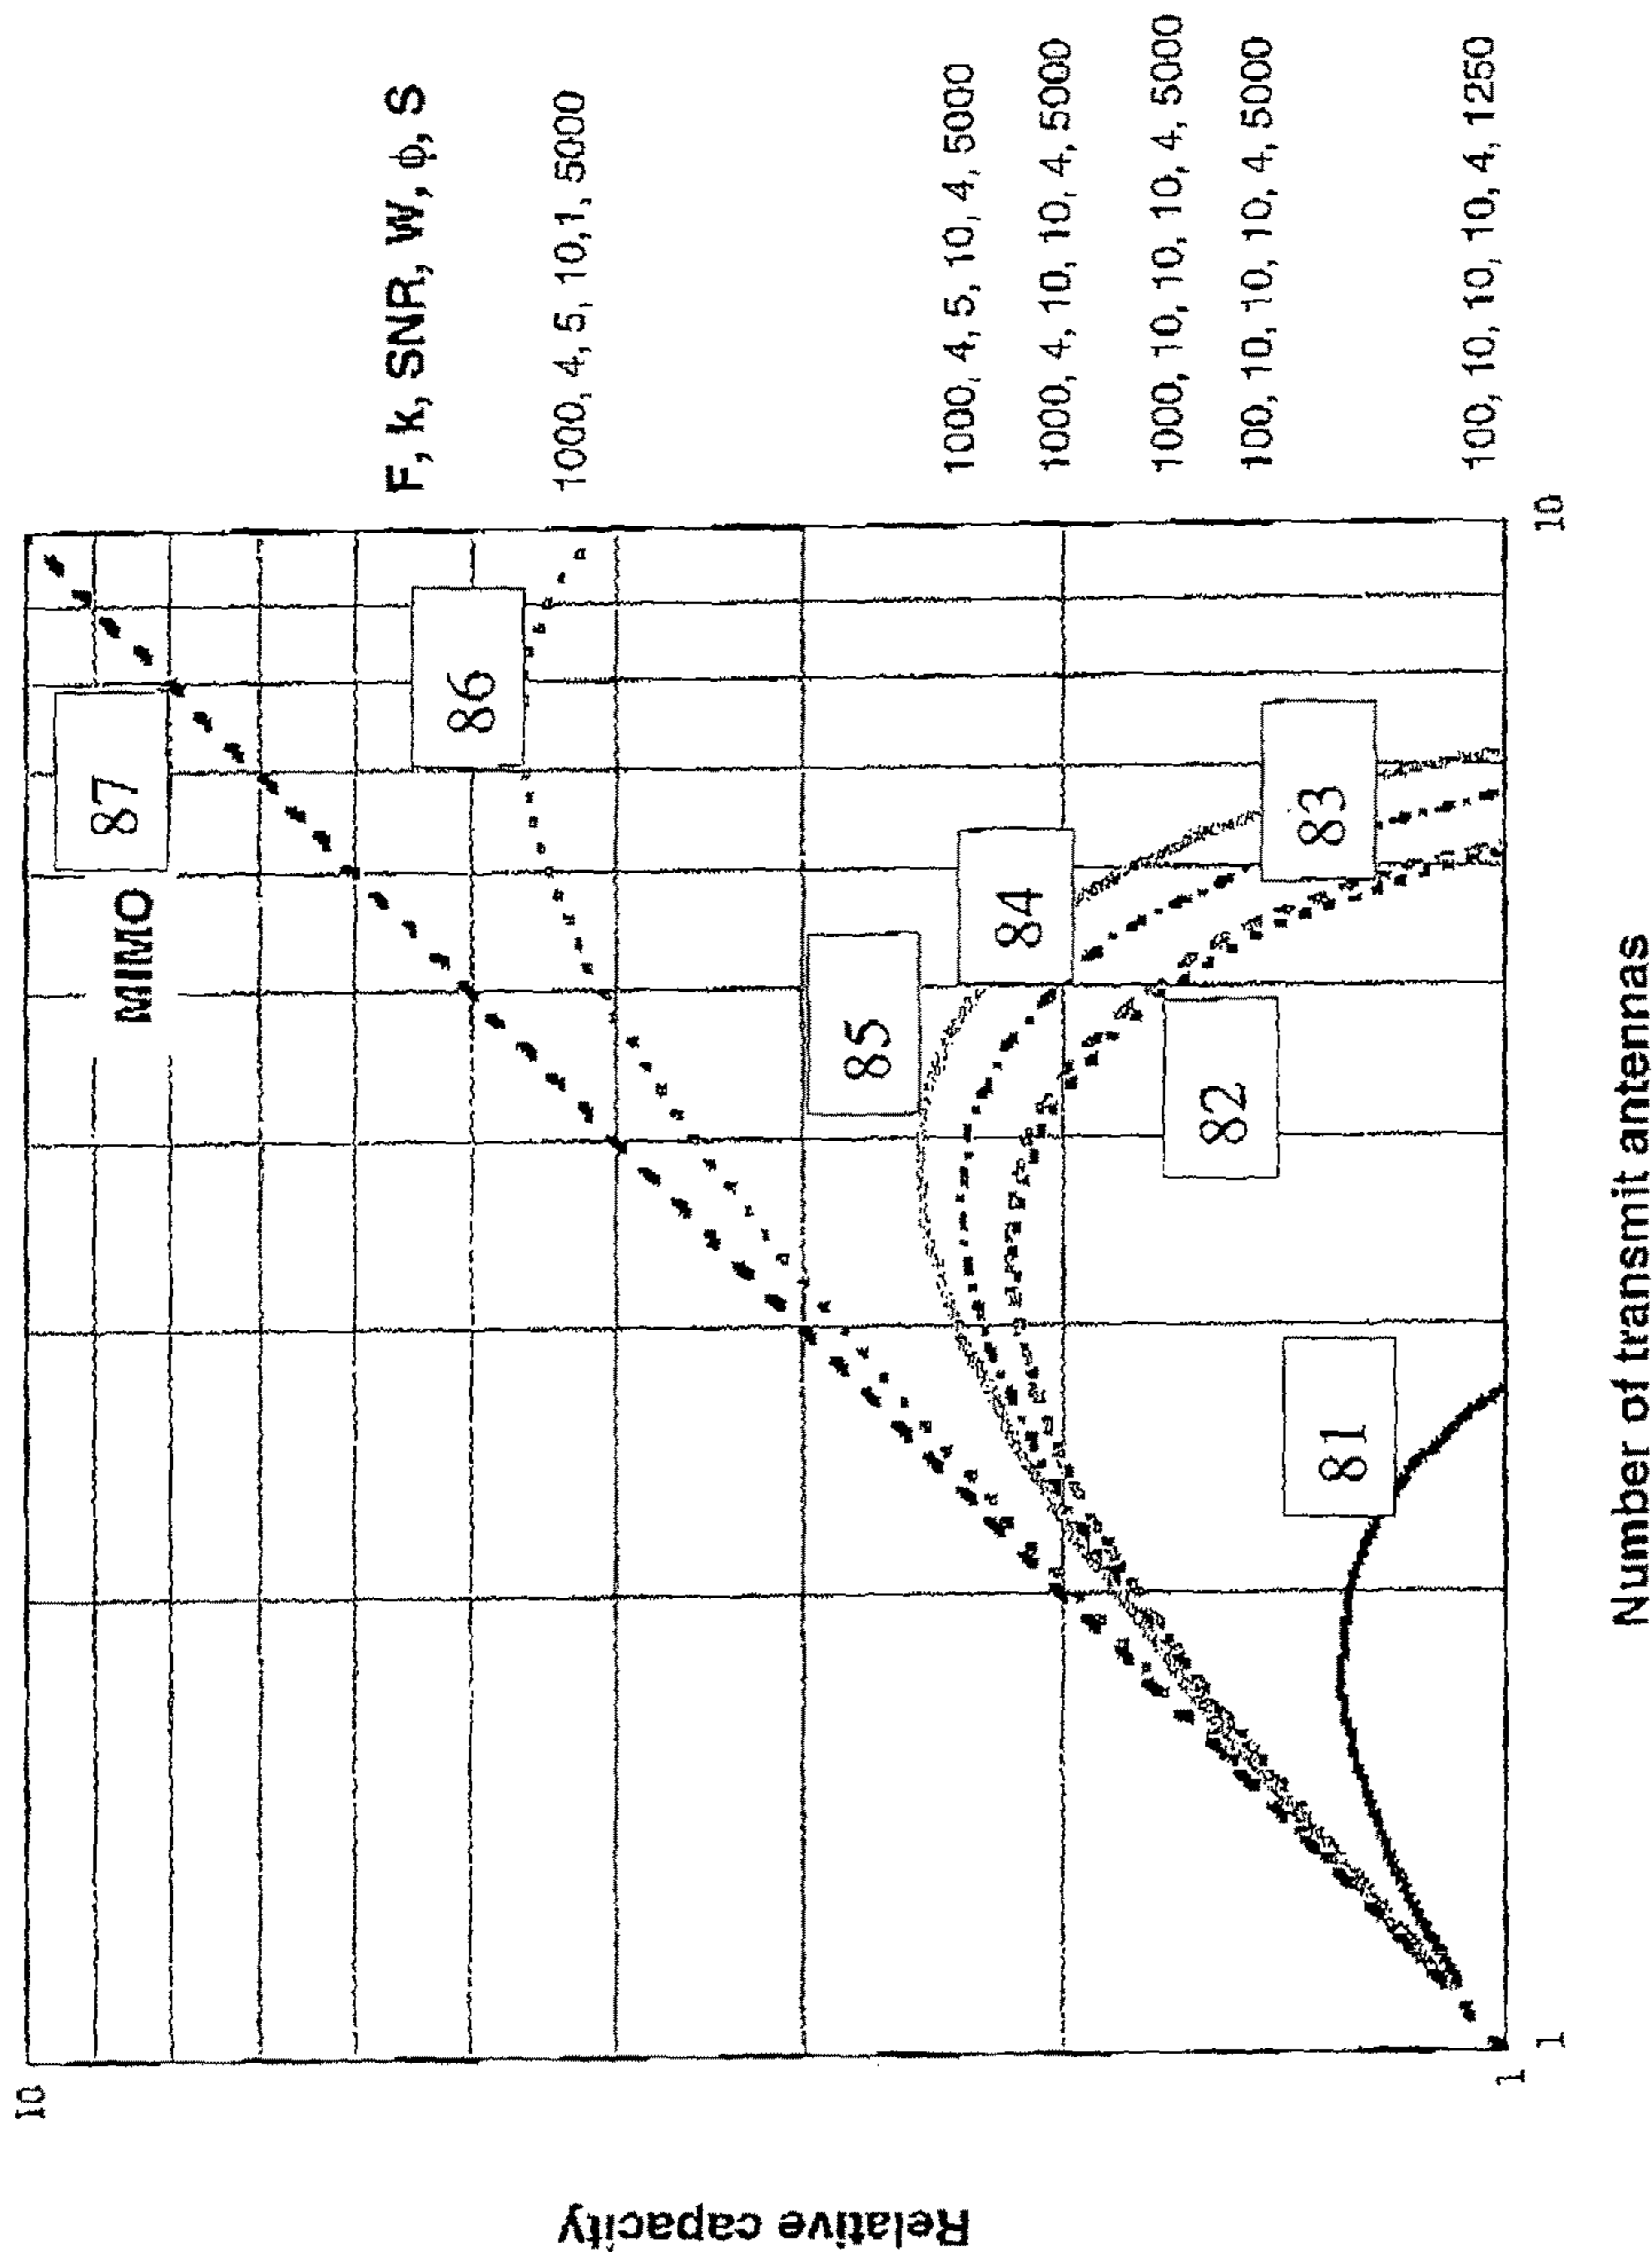 Relative capacity
10
1
1
10
Number of transmit antennas
MIMO
87
86
85
84
83
82
81
F, k, SNR, W, ϕ, S
1000, 4, 5, 10,1, 5000
1000, 4, 5, 10, 4, 5000
1000, 4, 10, 10, 4, 5000
1000, 10, 10, 10, 4, 5000
100, 10, 10, 10, 4, 5000
100, 10, 10, 10, 4, 1250